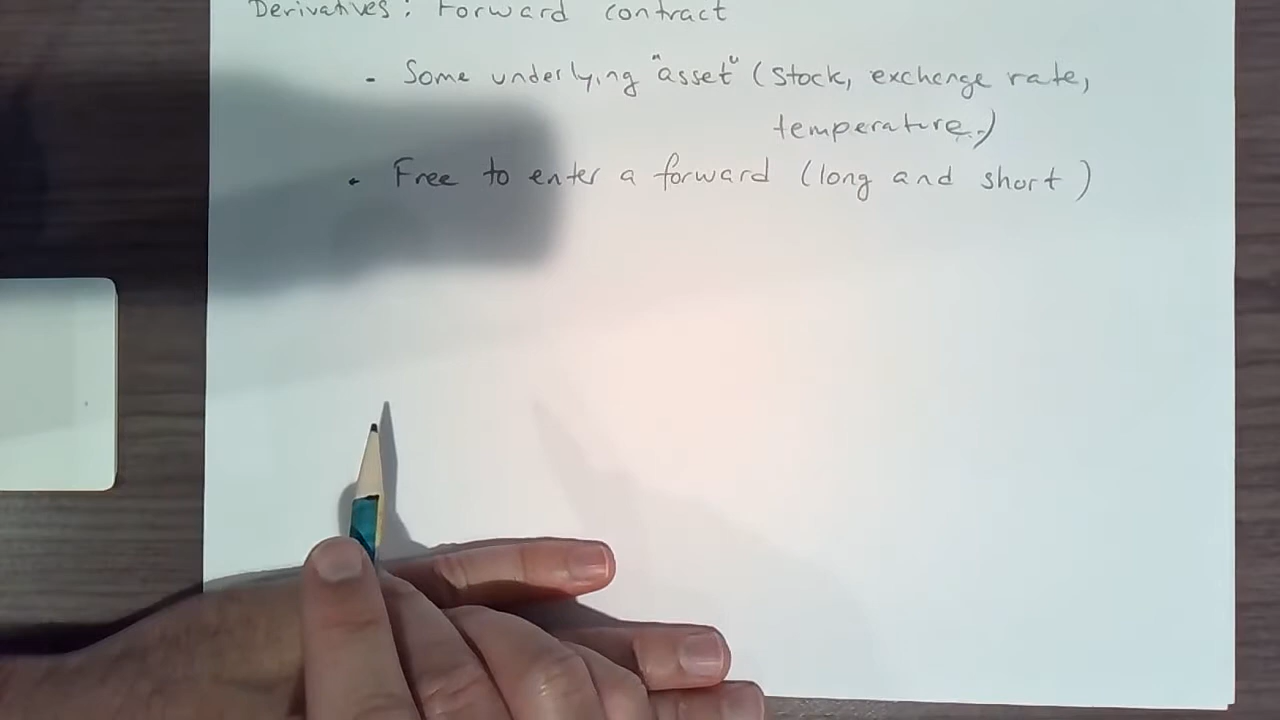 Derivatives: Forward contract
- Some underlying "asset" (stock, exchange rate,
temperature..)
- Free to enter a forward (long and short)